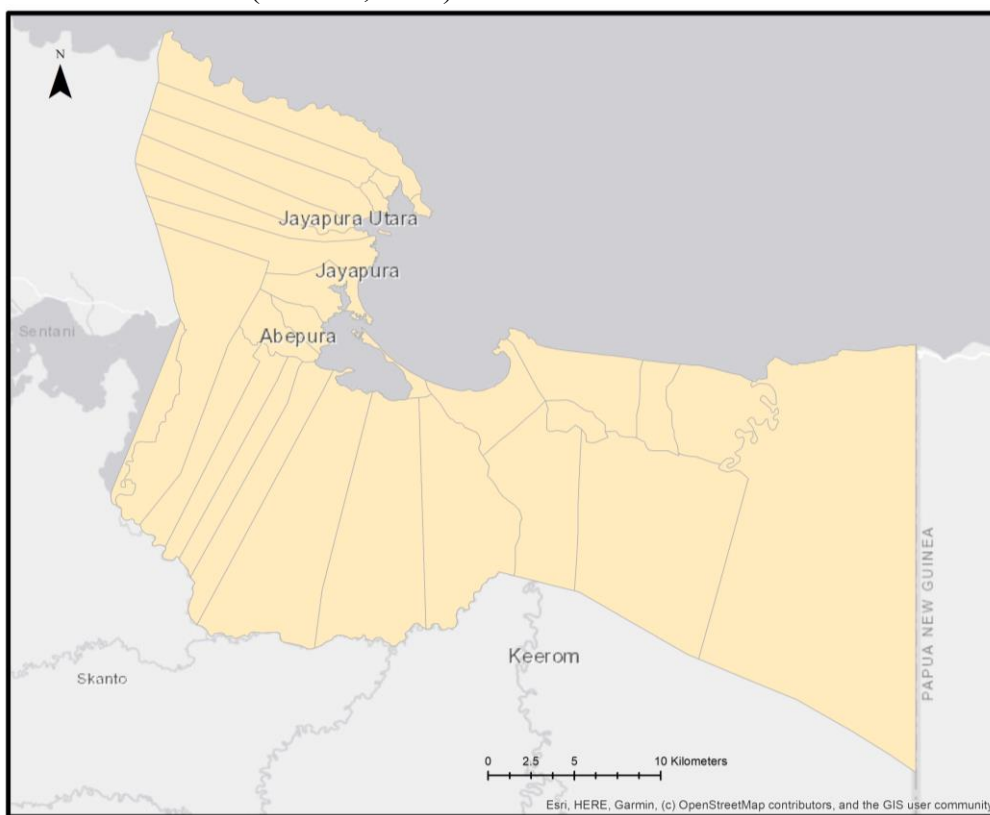 N
Jayapura Utara
Jayapura
Sentani
Abepura
PAPUA NEW GUINEA
Keerom
Skanto
0 2.5 5 10 Kilometers
Esri, HERE, Garmin, (c) OpenStreetMap contributors, and the GIS user community